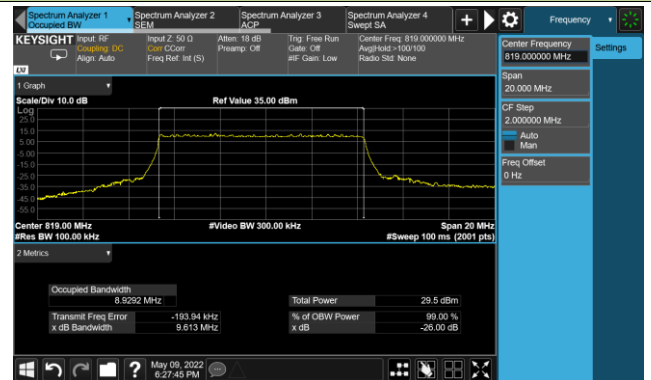 Spectrum Analyzer 1
Occupied BW
Spectrum Analyzer 2
SEM
Spectrum Analyzer 3
ACP
Spectrum Analyzer 4
Swept SA
Frequency
KEYSIGHT
Input: RF
Coupling: DC
Align: Auto
Input Z: 50 Ω
Corr CCorr
Freq Ref: Int (S)
Atten: 18 dB
Preamp: Off
Trig: Free Run
Gate: Off
#IF Gain: Low
Center Freq: 819.000000 MHz
Avg|Hold:>100/100
Radio Std: None
LXI
Center Frequency
819.000000 MHz
Settings
Span
20.000 MHz
CF Step
2.000000 MHz
Auto
Man
Freq Offset
0 Hz
1 Graph
Scale/Div 10.0 dB
Ref Value 35.00 dBm
Log
25.0
15.0
5.00
-5.00
-15.0
-25.0
-35.0
-45.0
-55.0
Center 819.00 MHz
#Video BW 300.00 kHz
Span 20 MHz
#Res BW 100.00 kHz
#Sweep 100 ms (2001 pts)
2 Metrics
Occupied Bandwidth
8.9292 MHz
Total Power
29.5 dBm
Transmit Freq Error
-193.94 kHz
% of OBW Power
99.00 %
x dB Bandwidth
9.613 MHz
x dB
-26.00 dB
May 09, 2022
6:27:45 PM